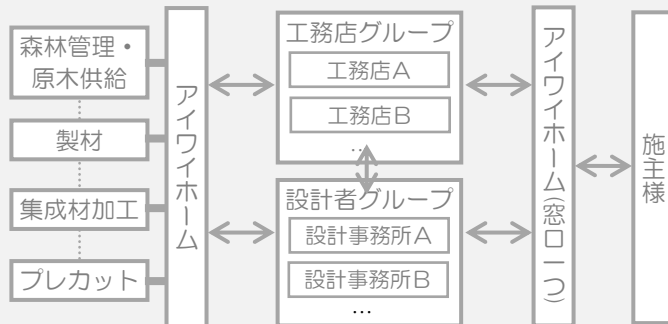 森林管理・
原木供給
製材
集成材加工
プレカット
アイワイホーム
工務店グループ
工務店A
工務店B
…
設計者グループ
設計事務所A
設計事務所B
…
アイワイホーム(窓口一つ)
施主様